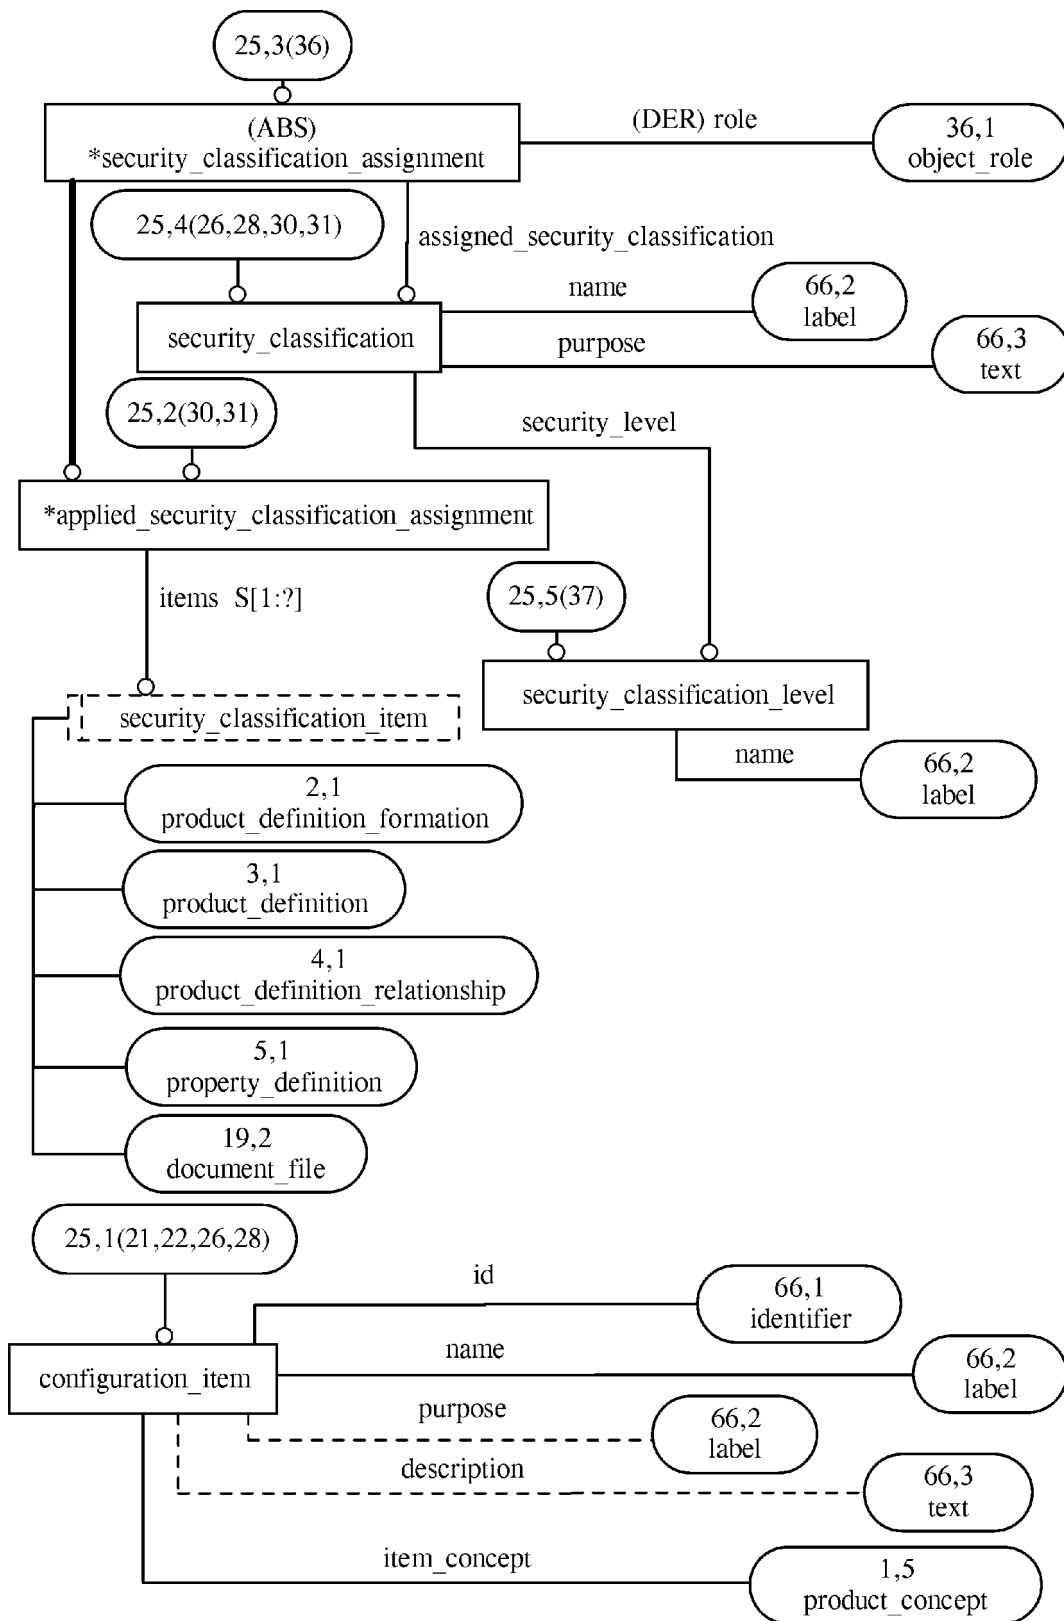 25,3(36)
(ABS)
*security_classification_assignment
(DER) role
36,1
object_role
25,4(26,28,30,31)
assigned_security_classification
security_classification
name
66,2
label
purpose
66,3
text
25,2(30,31)
security_level
*applied_security_classification_assignment
items S[1:?]
25,5(37)
security_classification_level
name
66,2
label
security_classification_item
2,1
product_definition_formation
3,1
product_definition
4,1
product_definition_relationship
5,1
property_definition
19,2
document_file
25,1(21,22,26,28)
id
66,1
identifier
configuration_item
name
66,2
label
purpose
66,2
label
description
66,3
text
item_concept
1,5
product_concept